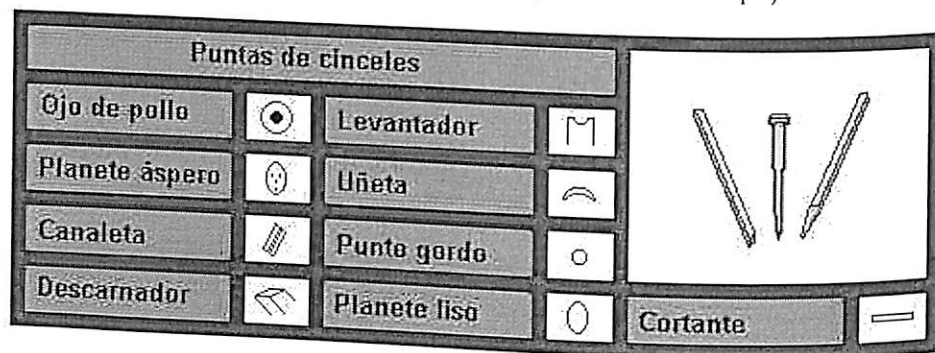 Puntas de cinceles
Ojo de pollo
Levantador
Planete áspero
Uñeta
Canaleta
Punto gordo
Descarnador
Planete liso
Cortante